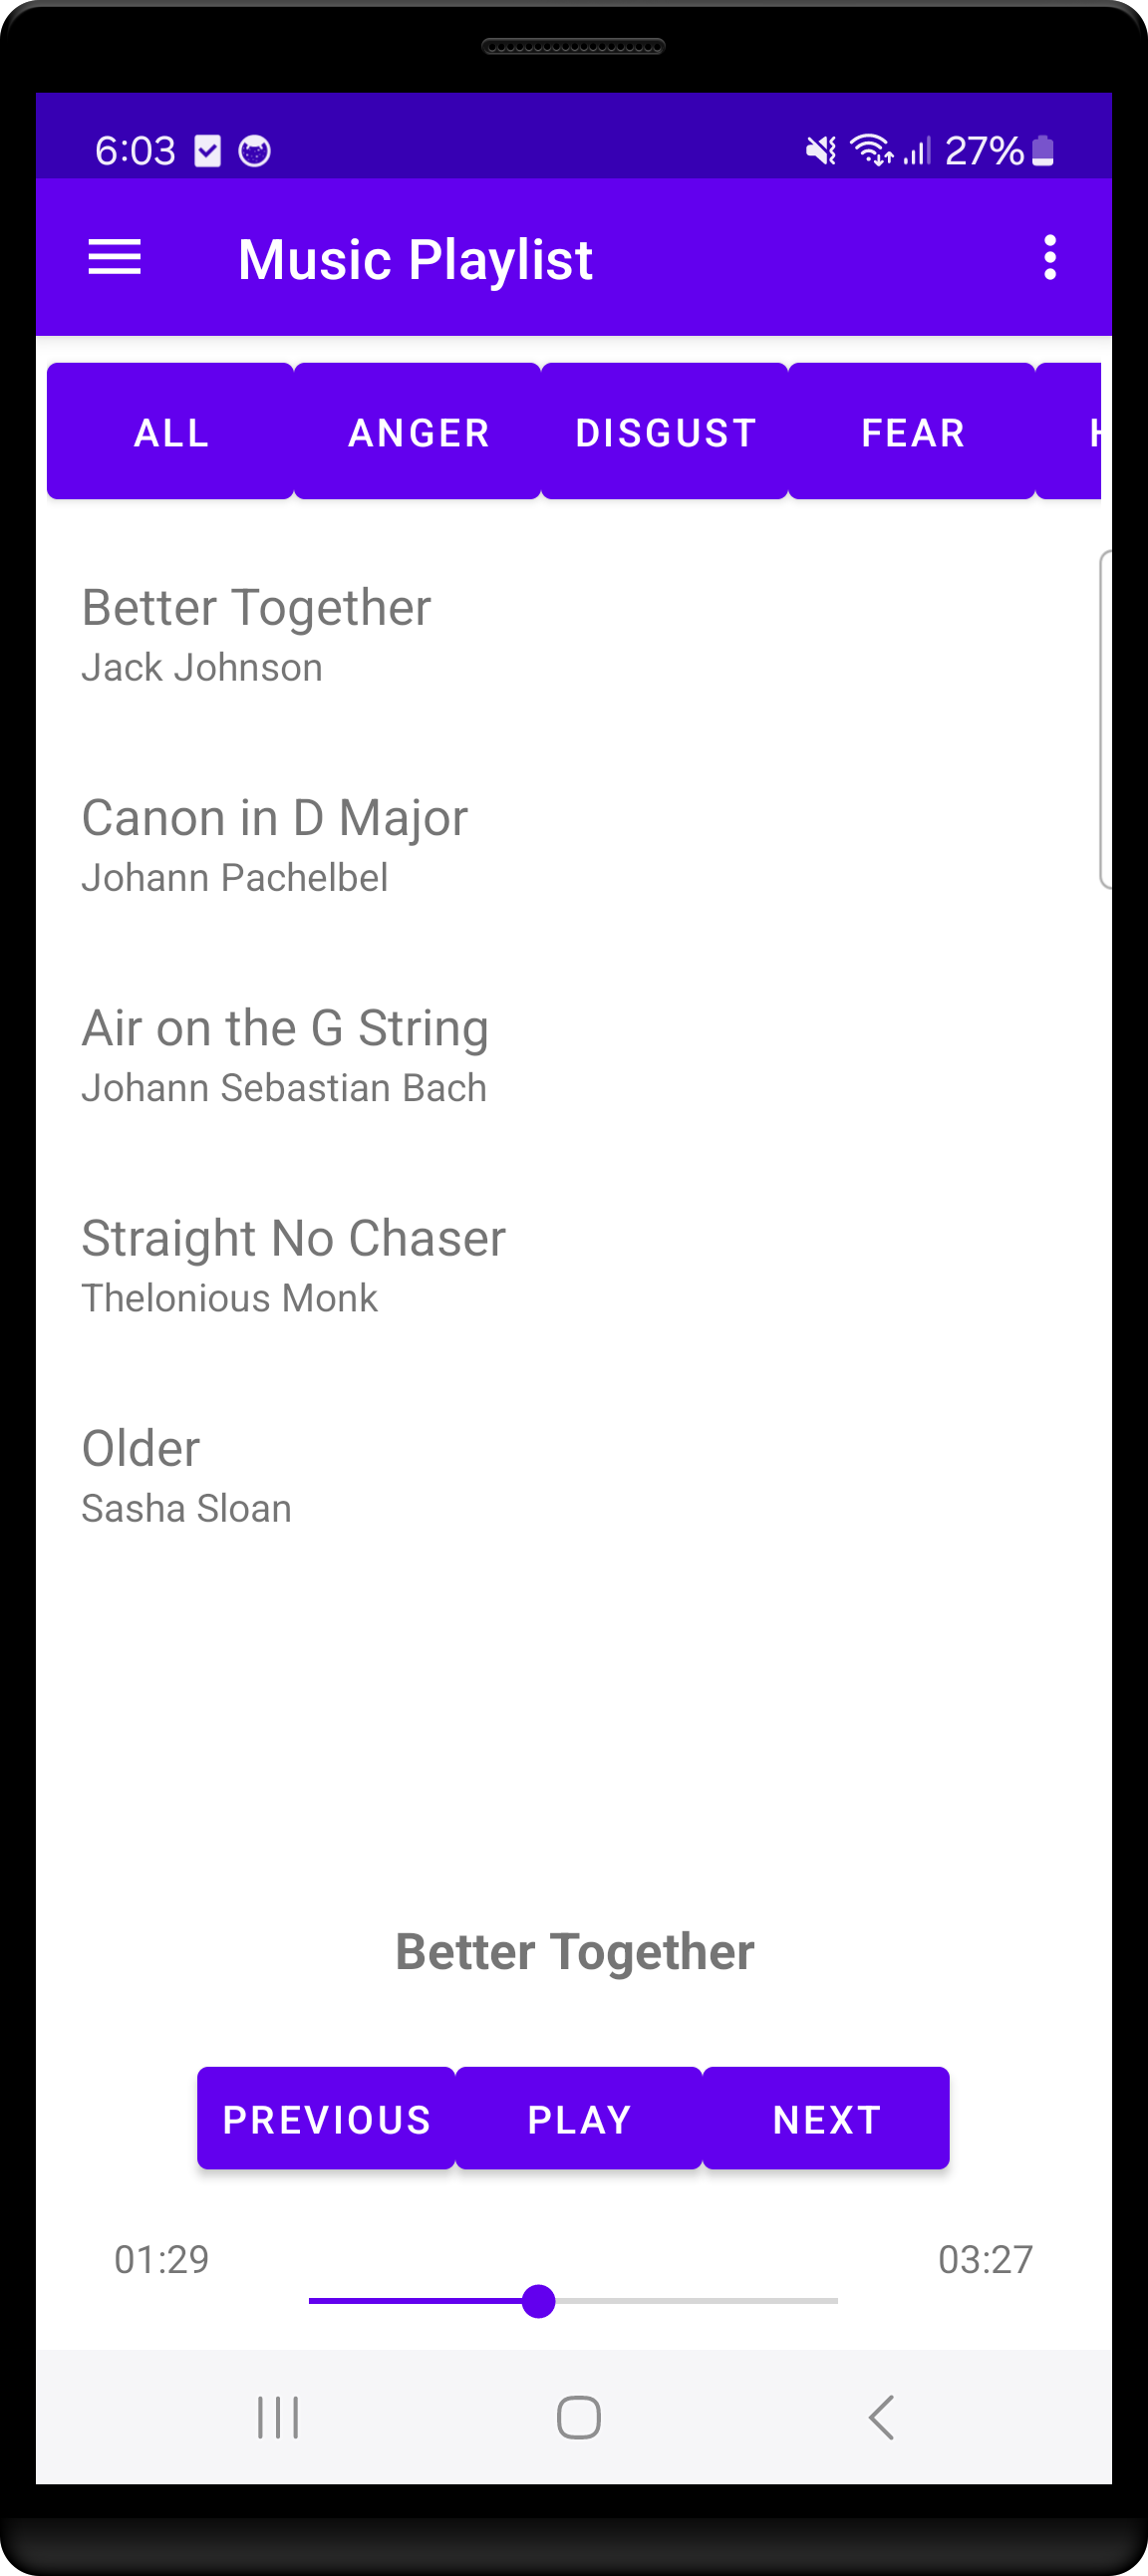 6:03 27%
Music Playlist
ALL ANGER DISGUST FEAR
Better Together
Jack Johnson
Canon in D Major
Johann Pachelbel
Air on the G String
Johann Sebastian Bach
Straight No Chaser
Thelonious Monk
Older
Sasha Sloan
Better Together
PREVIOUS PLAY NEXT
01:29 03:27